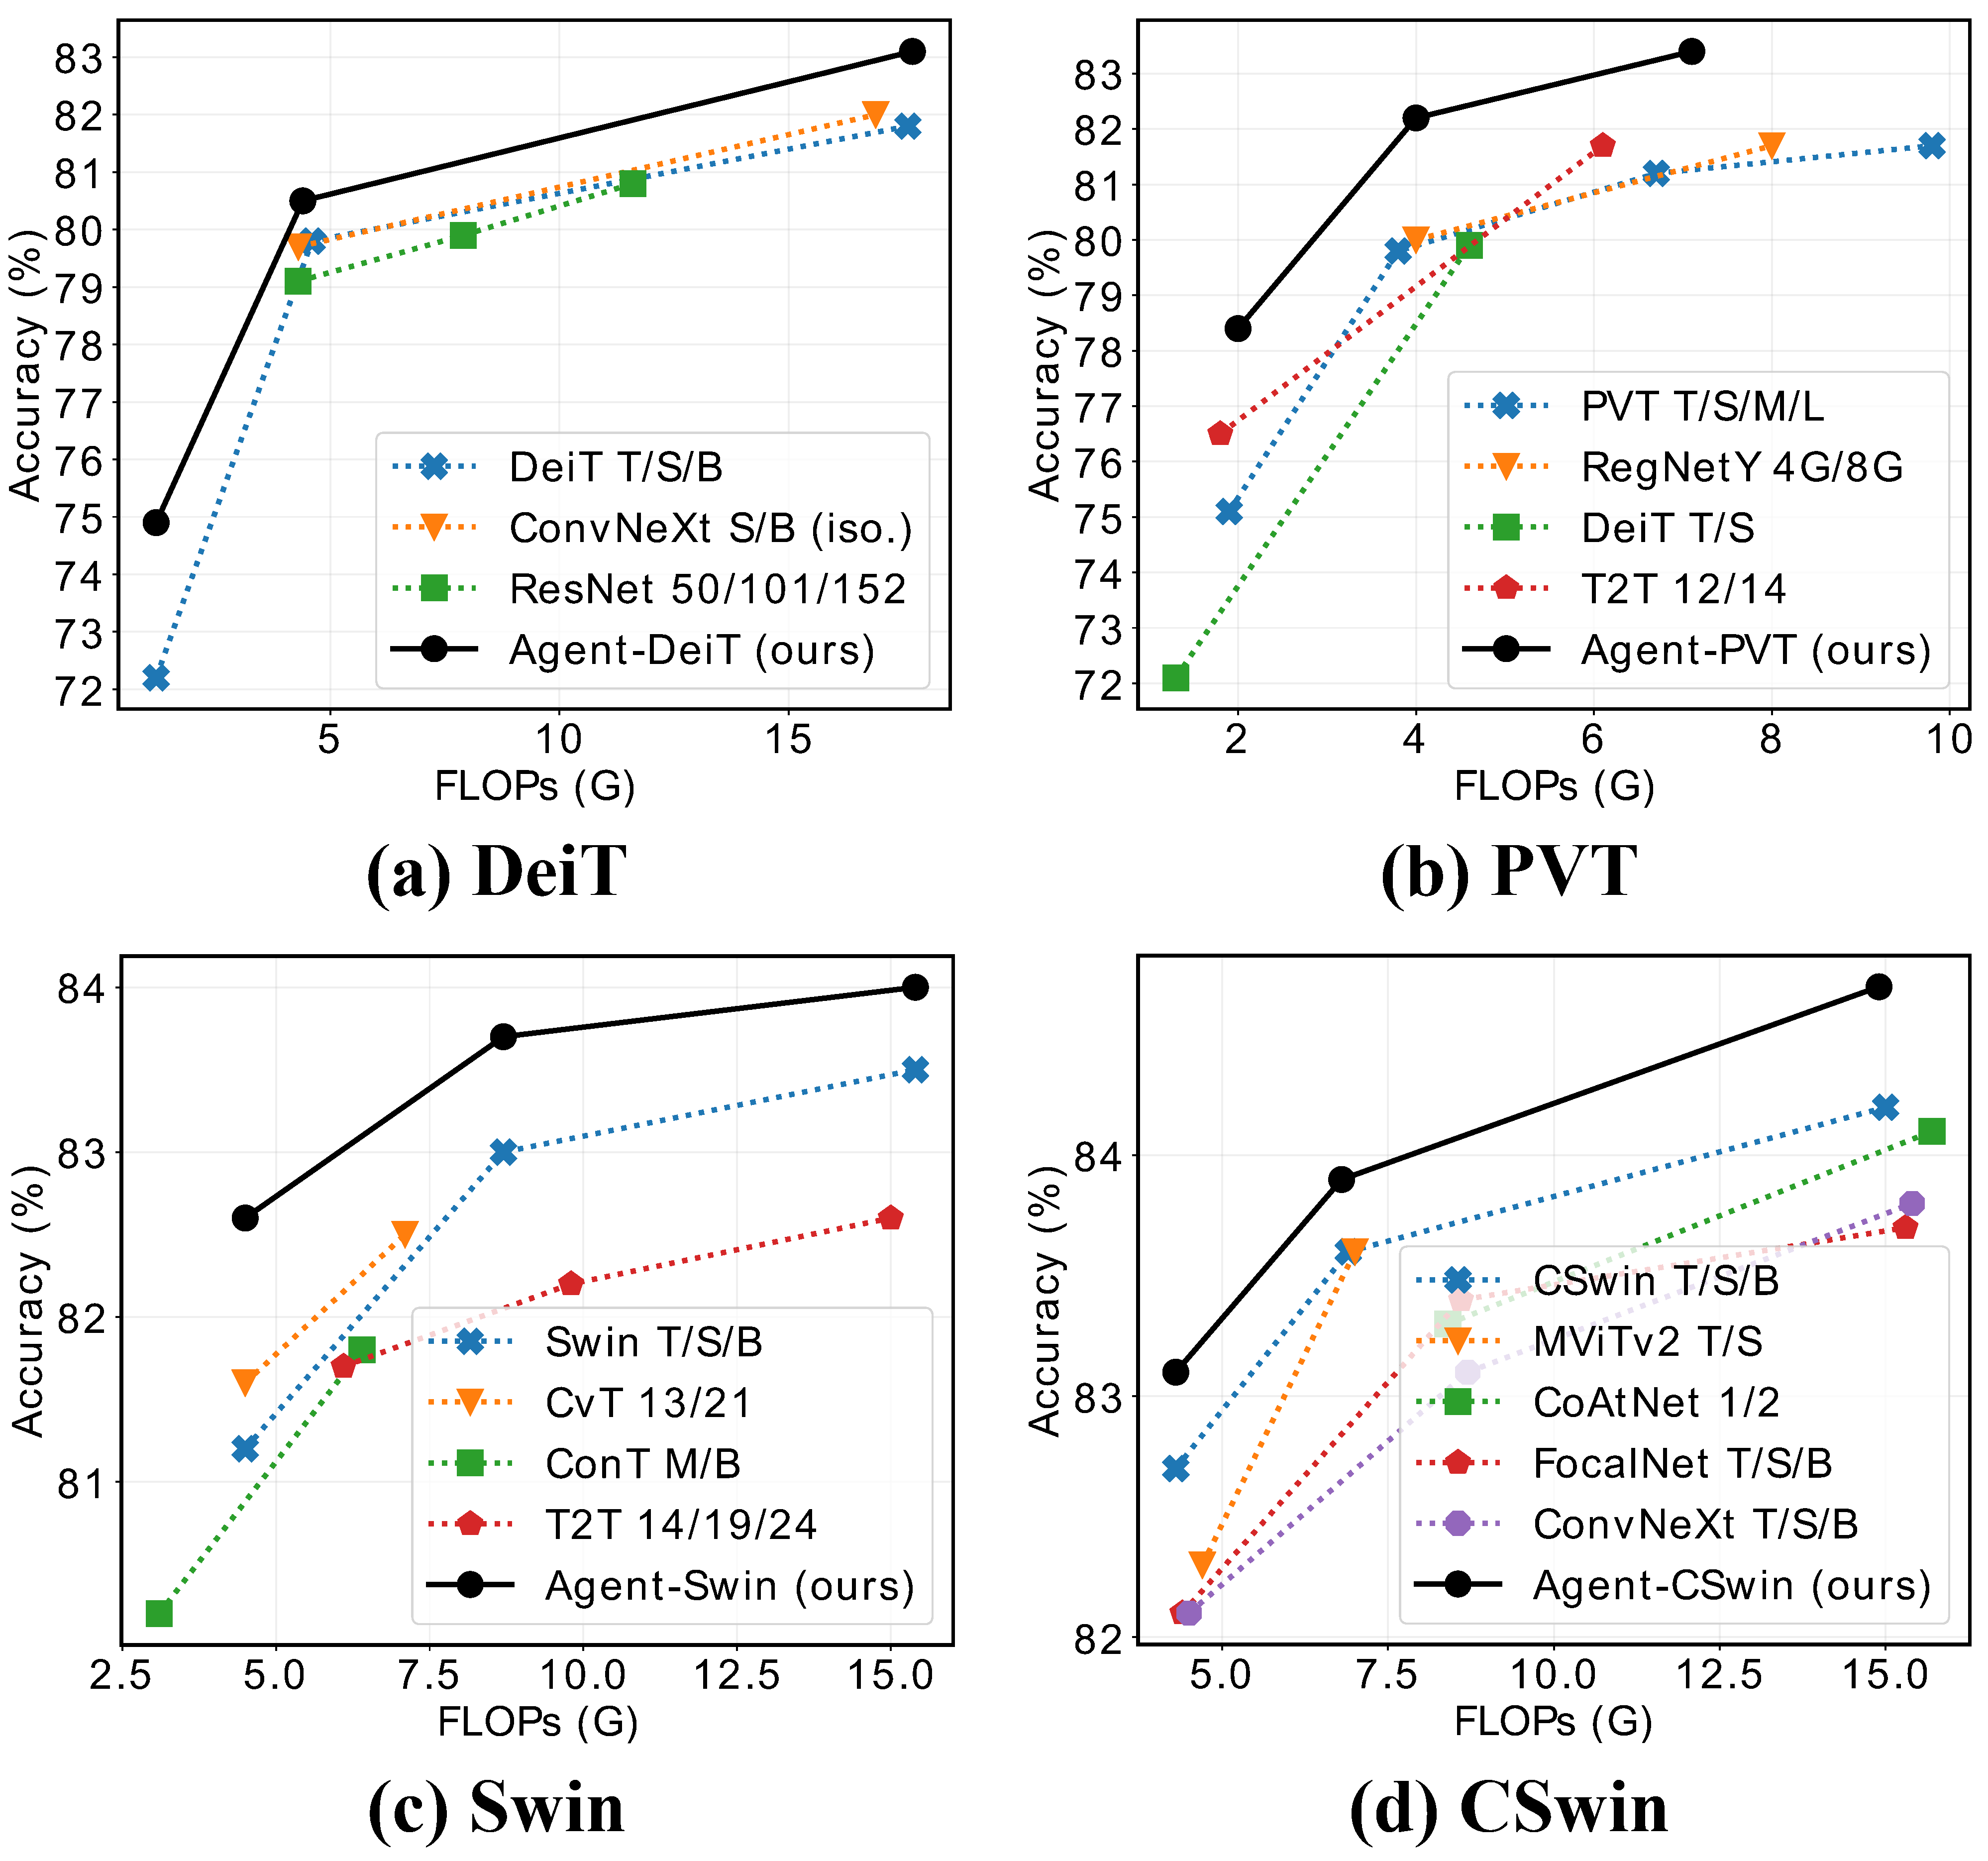 83
82
81
80
79
78
77
76
75
74
73
72
Accuracy (%)
5
10
15
FLOPs (G)
DeiT T/S/B
ConvNeXt S/B (iso.)
ResNet 50/101/152
Agent-DeiT (ours)
(a) DeiT
83
82
81
80
79
78
77
76
75
74
73
72
Accuracy (%)
2
4
6
8
10
FLOPs (G)
PVT T/S/M/L
RegNetY 4G/8G
DeiT T/S
T2T 12/14
Agent-PVT (ours)
(b) PVT
84
83
82
81
Accuracy (%)
2.5
5.0
7.5
10.0
12.5
15.0
FLOPs (G)
Swin T/S/B
CvT 13/21
ConT M/B
T2T 14/19/24
Agent-Swin (ours)
(c) Swin
84
83
82
Accuracy (%)
5.0
7.5
10.0
12.5
15.0
FLOPs (G)
CSwin T/S/B
MViTv2 T/S
CoAtNet 1/2
FocalNet T/S/B
ConvNeXt T/S/B
Agent-CSwin (ours)
(d) CSwin